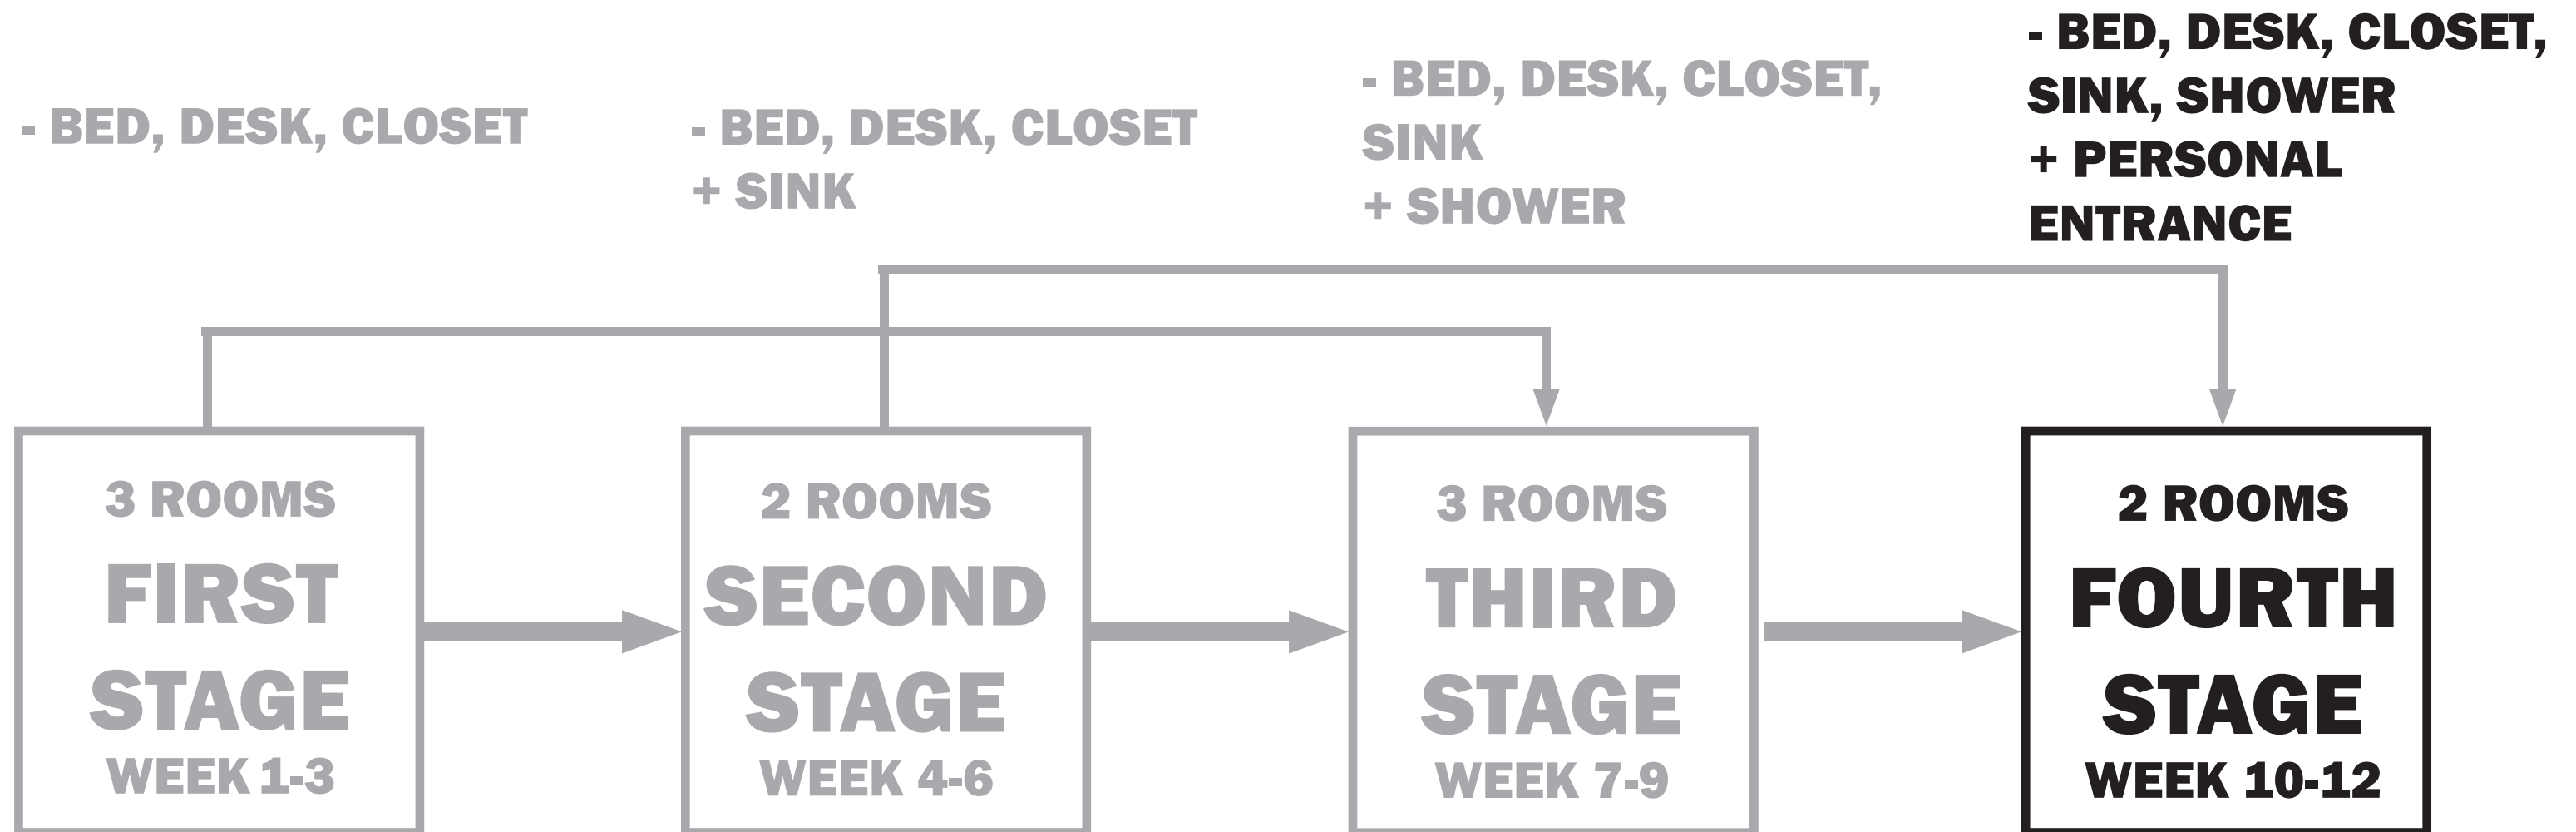 - BED, DESK, CLOSET
- BED, DESK, CLOSET
+ SINK
- BED, DESK, CLOSET,
SINK
+ SHOWER
- BED, DESK, CLOSET,
SINK, SHOWER
+ PERSONAL
ENTRANCE
3 ROOMS
FIRST
STAGE
WEEK 1-3
2 ROOMS
SECOND
STAGE
WEEK 4-6
3 ROOMS
THIRD
STAGE
WEEK 7-9
2 ROOMS
FOURTH
STAGE
WEEK 10-12